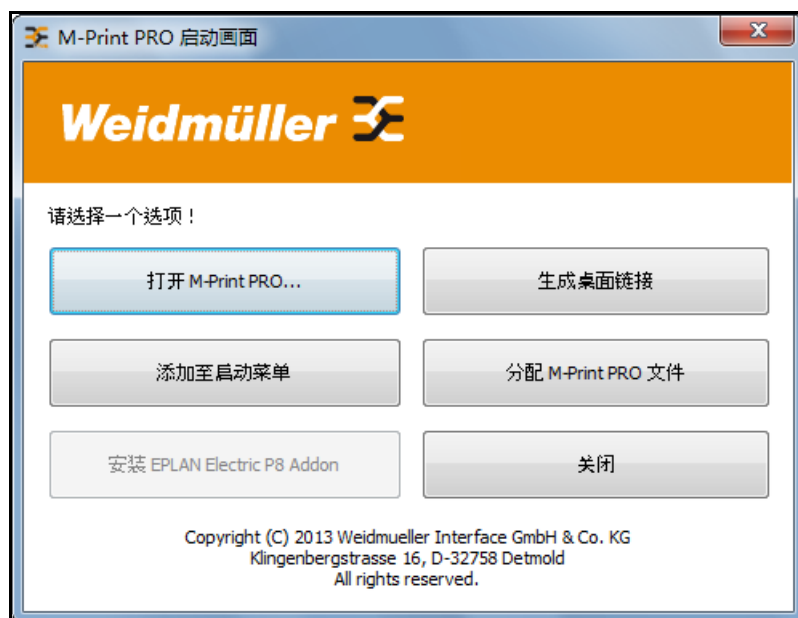 M-Print PRO 启动画面
Weidmüller
请选择一个选项！
打开 M-Print PRO...
生成桌面链接
添加至启动菜单
分配 M-Print PRO 文件
安装 EPLAN Electric P8 Addon
关闭
Copyright (C) 2013 Weidmueller Interface GmbH & Co. KG
Klingenbergstrasse 16, D-32758 Detmold
All rights reserved.